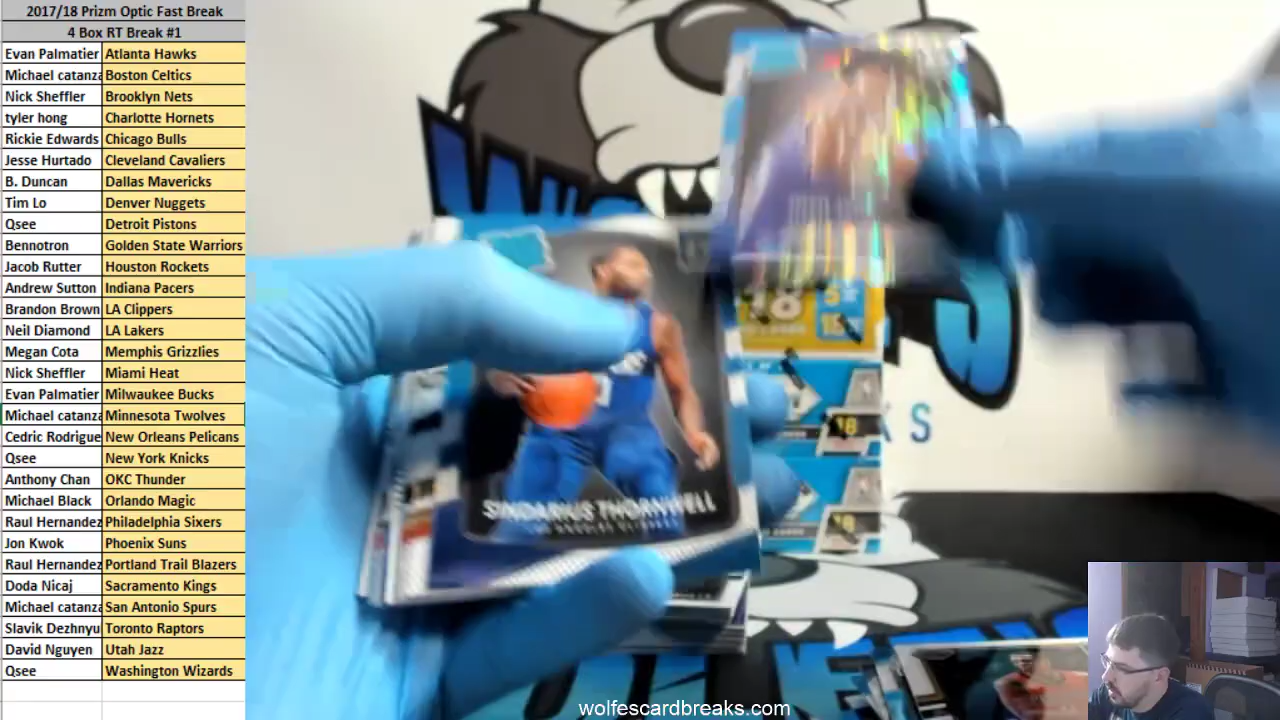 2017/18 Prizm Optic Fast Break
4 Box RT Break #1
Evan Palmatier Atlanta Hawks
Michael catanza Boston Celtics
Nick Sheffler Brooklyn Nets
tyler hong Charlotte Hornets
Rickie Edwards Chicago Bulls
Jesse Hurtado Cleveland Cavaliers
B. Duncan Dallas Mavericks
Tim Lo Denver Nuggets
Qsee Detroit Pistons
Bennotron Golden State Warriors
Jacob Rutter Houston Rockets
Andrew Sutton Indiana Pacers
Brandon Brown LA Clippers
Neil Diamond LA Lakers
Megan Cota Memphis Grizzlies
Nick Sheffler Miami Heat
Evan Palmatier Milwaukee Bucks
Michael catanza Minnesota Twolves
Cedric Rodrigue New Orleans Pelicans
Qsee New York Knicks
Anthony Chan OKC Thunder
Michael Black Orlando Magic
Raul Hernandez Philadelphia Sixers
Jon Kwok Phoenix Suns
Raul Hernandez Portland Trail Blazers
Doda Nicaj Sacramento Kings
Michael catanza San Antonio Spurs
Slavik Dezhnyu Toronto Raptors
David Nguyen Utah Jazz
Qsee Washington Wizards
SINDARIUS THORNWELL
LOS ANGELES CLIPPERS
18
18
18
K S
wolfescardbreaks.com